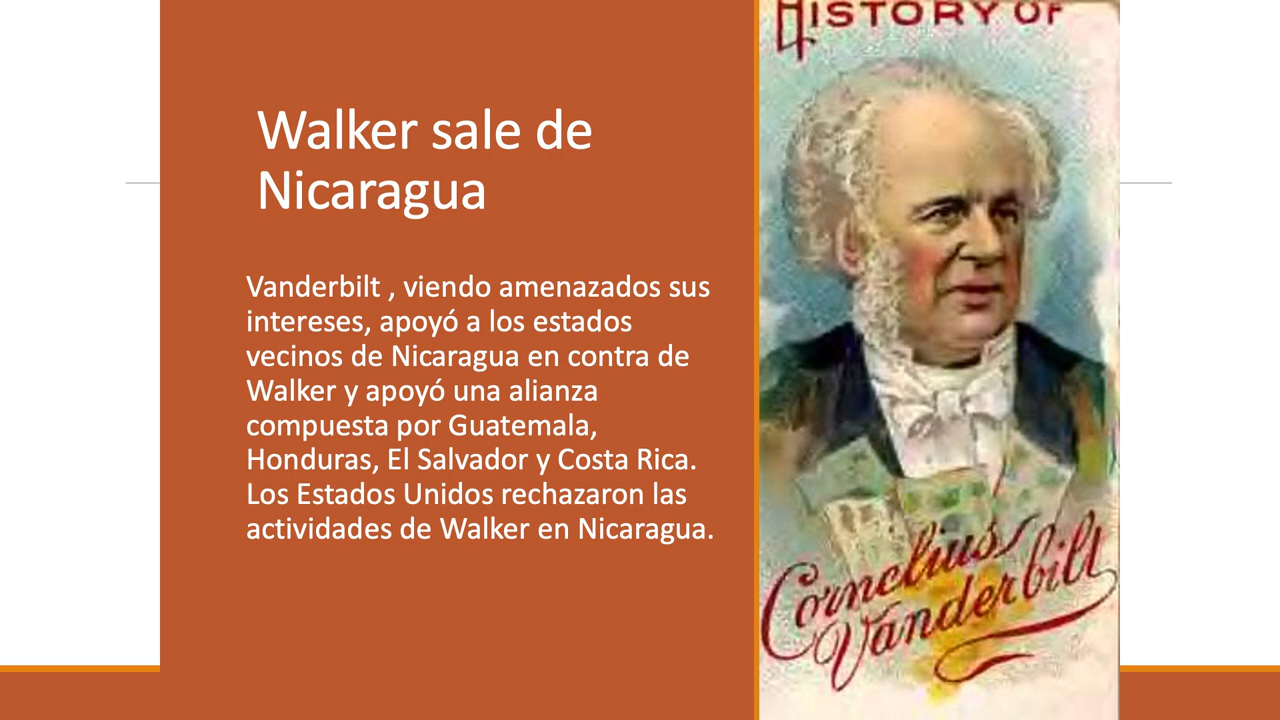 Walker sale de
Nicaragua
Vanderbilt , viendo amenazados sus
intereses, apoyó a los estados
vecinos de Nicaragua en contra de
Walker y apoyó una alianza
compuesta por Guatemala,
Honduras, El Salvador y Costa Rica.
Los Estados Unidos rechazaron las
actividades de Walker en Nicaragua.
HISTORY OF
Cornelius
Vanderbilt